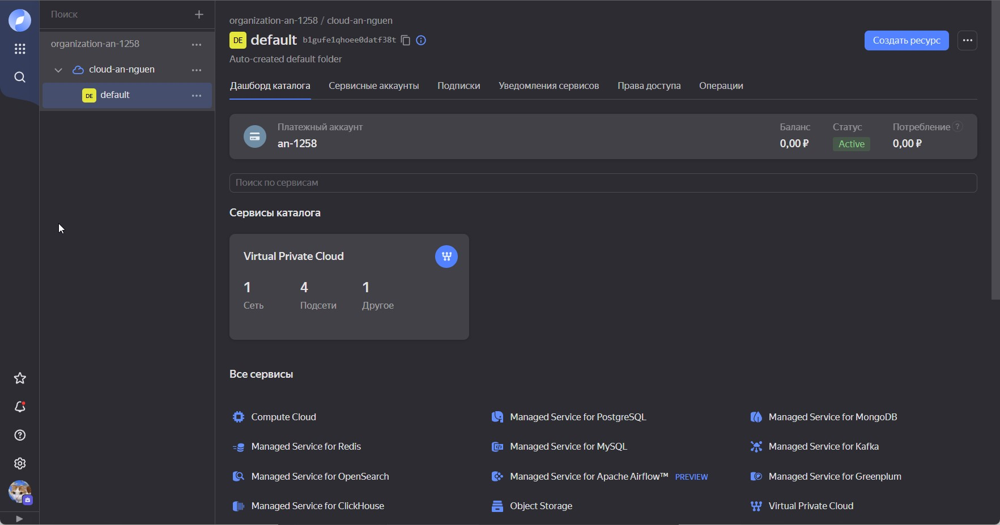 Поиск
organization-an-1258
cloud-an-nguen
DE default
organization-an-1258 / cloud-an-nguen
DE default b1gufe1qhoee0datf38t
Auto-created default folder
Создать ресурс
Дашборд каталога Сервисные аккаунты Подписки Уведомления сервисов Права доступа Операции
Платежный аккаунт Баланс Статус Потребление ?
an-1258 0,00 ₽ Active 0,00 ₽
Поиск по сервисам
Сервисы каталога
Virtual Private Cloud
1 4 1
Сеть Подсети Другое
Все сервисы
Compute Cloud Managed Service for PostgreSQL Managed Service for MongoDB
Managed Service for Redis Managed Service for MySQL Managed Service for Kafka
Managed Service for OpenSearch Managed Service for Apache Airflow™ PREVIEW Managed Service for Greenplum
Managed Service for ClickHouse Object Storage Virtual Private Cloud